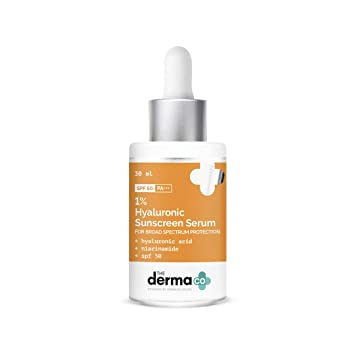 30 ml
SPF 50 PA+++
1%
Hyaluronic
Sunscreen Serum
FOR BROAD SPECTRUM PROTECTION
+ hyaluronic acid
+ niacinamide
+ spf 50
THE
derma co